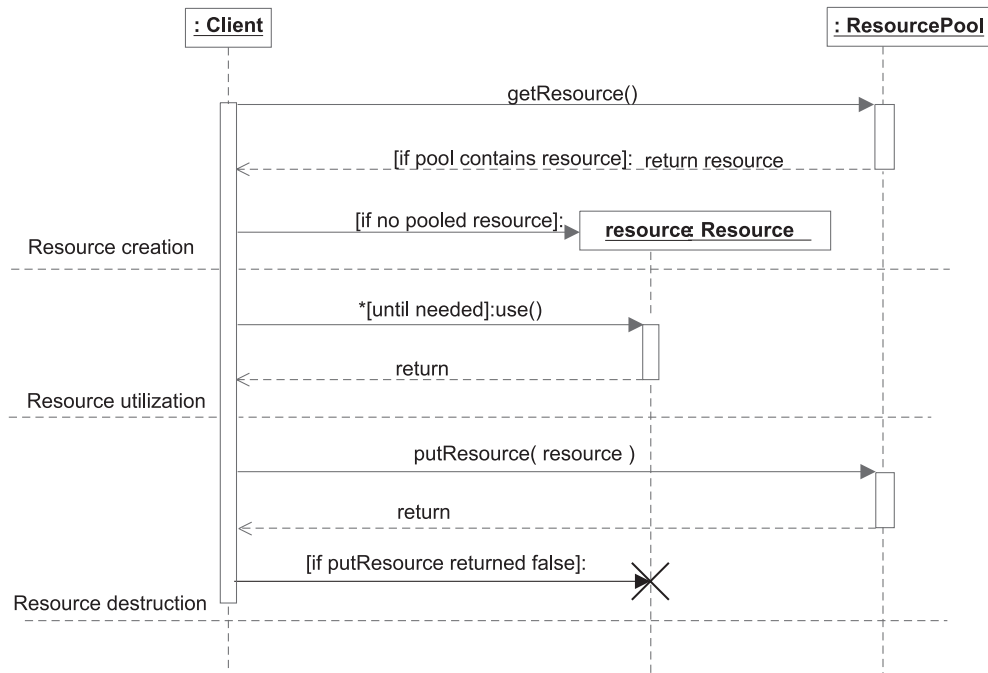 : Client
: ResourcePool
getResource()
[if pool contains resource]: return resource
[if no pooled resource]:
resource: Resource
Resource creation
*[until needed]:use()
return
Resource utilization
putResource( resource )
return
[if putResource returned false]:
Resource destruction